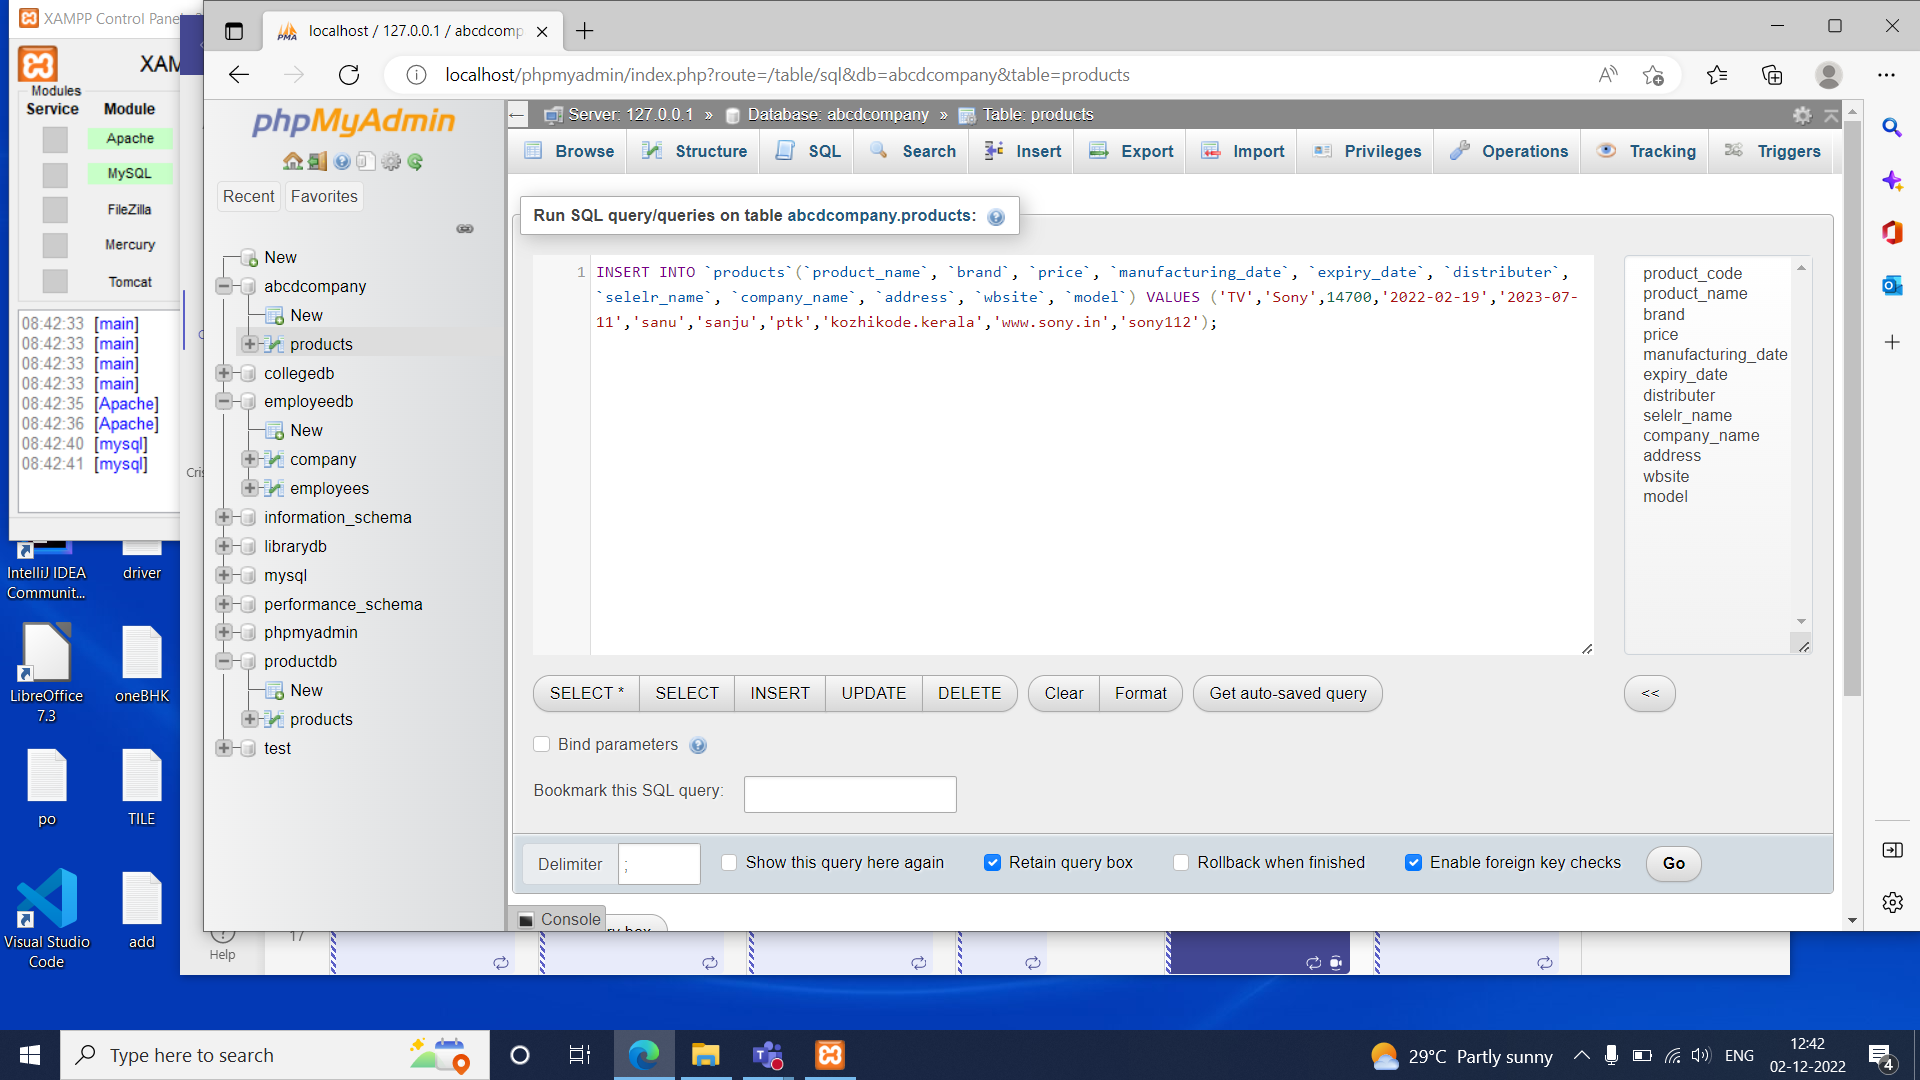 XAMPP Control Pane
XAM
Modules
Service Module
Apache
MySQL
FileZilla
Mercury
Tomcat
08:42:33 [main]
08:42:33 [main]
08:42:33 [main]
08:42:33 [main]
08:42:35 [Apache]
08:42:36 [Apache]
08:42:40 [mysql]
08:42:41 [mysql]
IntelliJ IDEA
Communit...
driver
LibreOffice
7.3
oneBHK
po
TILE
Visual Studio
Code
add
Cris
Help
17
localhost / 127.0.0.1 / abcdcomp
localhost/phpmyadmin/index.php?route=/table/sql&db=abcdcompany&table=products
phpMyAdmin
Recent Favorites
New
abcdcompany
New
products
collegedb
employeedb
New
company
employees
information_schema
librarydb
mysql
performance_schema
phpmyadmin
productdb
New
products
test
Server: 127.0.0.1 » Database: abcdcompany » Table: products
Browse Structure SQL Search Insert Export Import Privileges Operations Tracking Triggers
Run SQL query/queries on table abcdcompany.products:
1 INSERT INTO `products`(`product_name`, `brand`, `price`, `manufacturing_date`, `expiry_date`, `distributer`,
`selelr_name`, `company_name`, `address`, `wbsite`, `model`) VALUES ('TV','Sony',14700,'2022-02-19','2023-07-
11','sanu','sanju','ptk','kozhikode.kerala','www.sony.in','sony112');
product_code
product_name
brand
price
manufacturing_date
expiry_date
distributer
selelr_name
company_name
address
wbsite
model
SELECT * SELECT INSERT UPDATE DELETE Clear Format Get auto-saved query <<
Bind parameters
Bookmark this SQL query:
Delimiter ; Show this query here again Retain query box Rollback when finished Enable foreign key checks Go
Console
Type here to search
29°C Partly sunny
ENG
12:42
02-12-2022
4